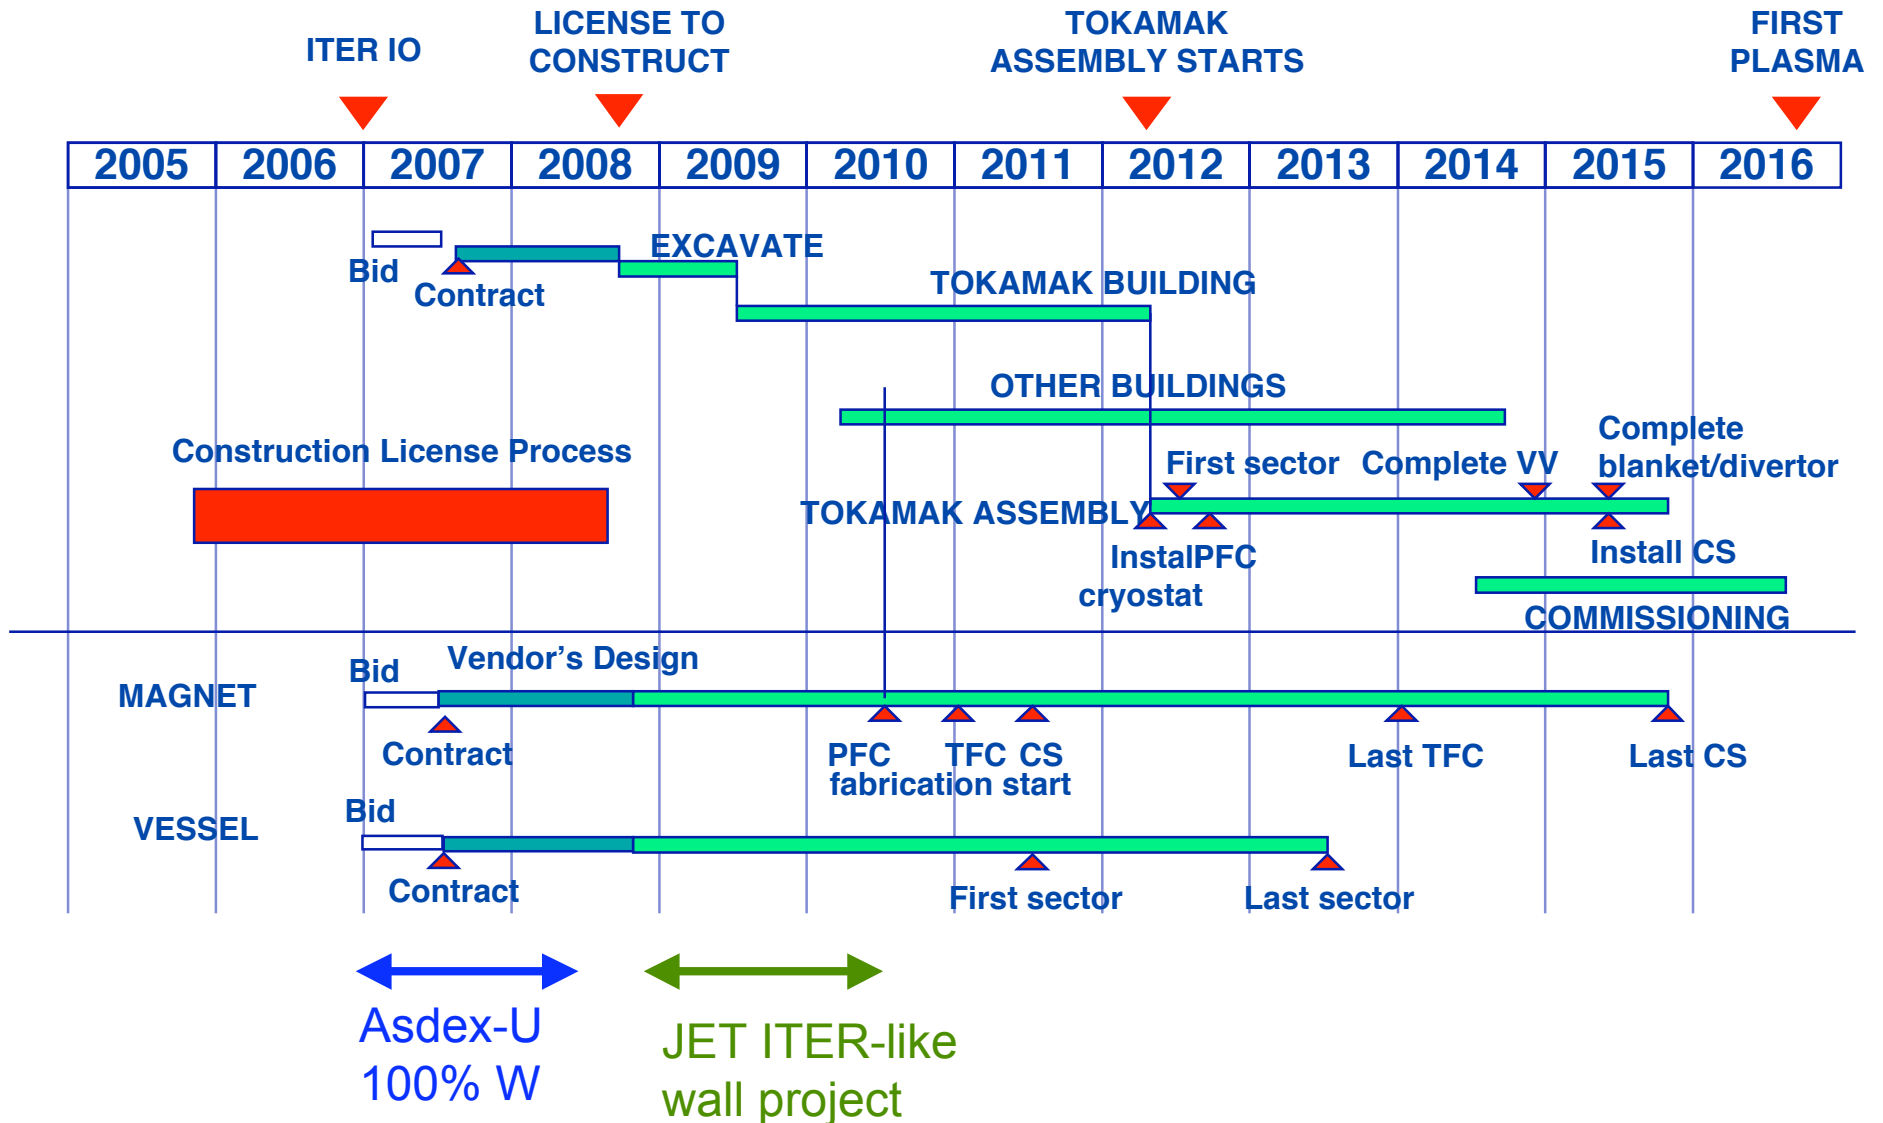 ITER IO
LICENSE TO
CONSTRUCT
TOKAMAK
ASSEMBLY STARTS
FIRST
PLASMA
2005 2006 2007 2008 2009 2010 2011 2012 2013 2014 2015 2016
Bid
Contract
EXCAVATE
TOKAMAK BUILDING
OTHER BUILDINGS
Construction License Process
First sector
Complete VV
Complete
blanket/divertor
TOKAMAK ASSEMBLY
Instal
cryostat
PFC
Install CS
COMMISSIONING
MAGNET
Bid
Vendor's Design
Contract
PFC TFC CS
fabrication start
Last TFC
Last CS
VESSEL
Bid
Contract
First sector
Last sector
Asdex-U
100% W
JET ITER-like
wall project